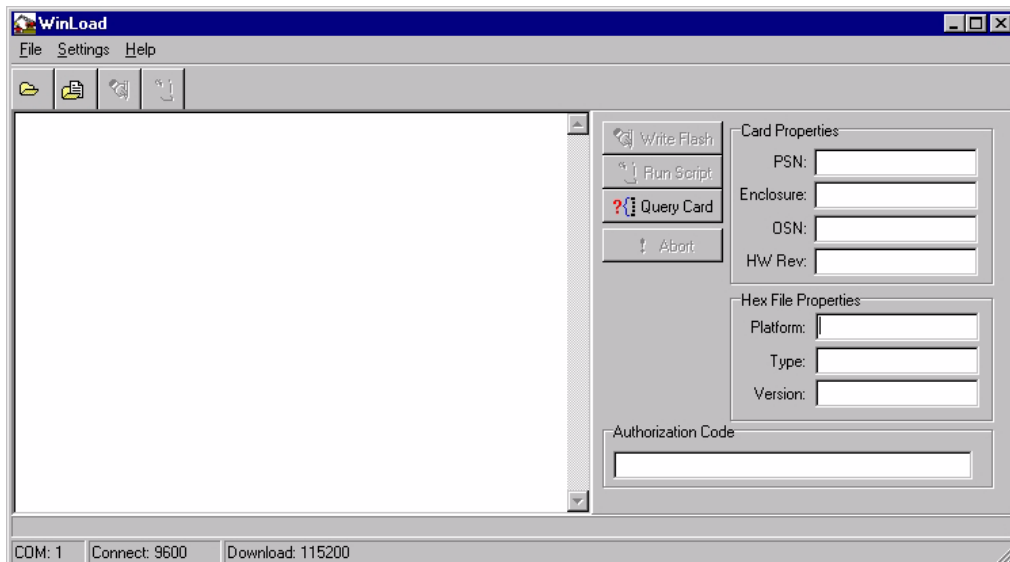 WinLoad
File Settings Help
Write Flash
Run Script
?{ Query Card
Abort
Card Properties
PSN:
Enclosure:
OSN:
HW Rev:
Hex File Properties
Platform:
Type:
Version:
Authorization Code
COM: 1 Connect: 9600 Download: 115200